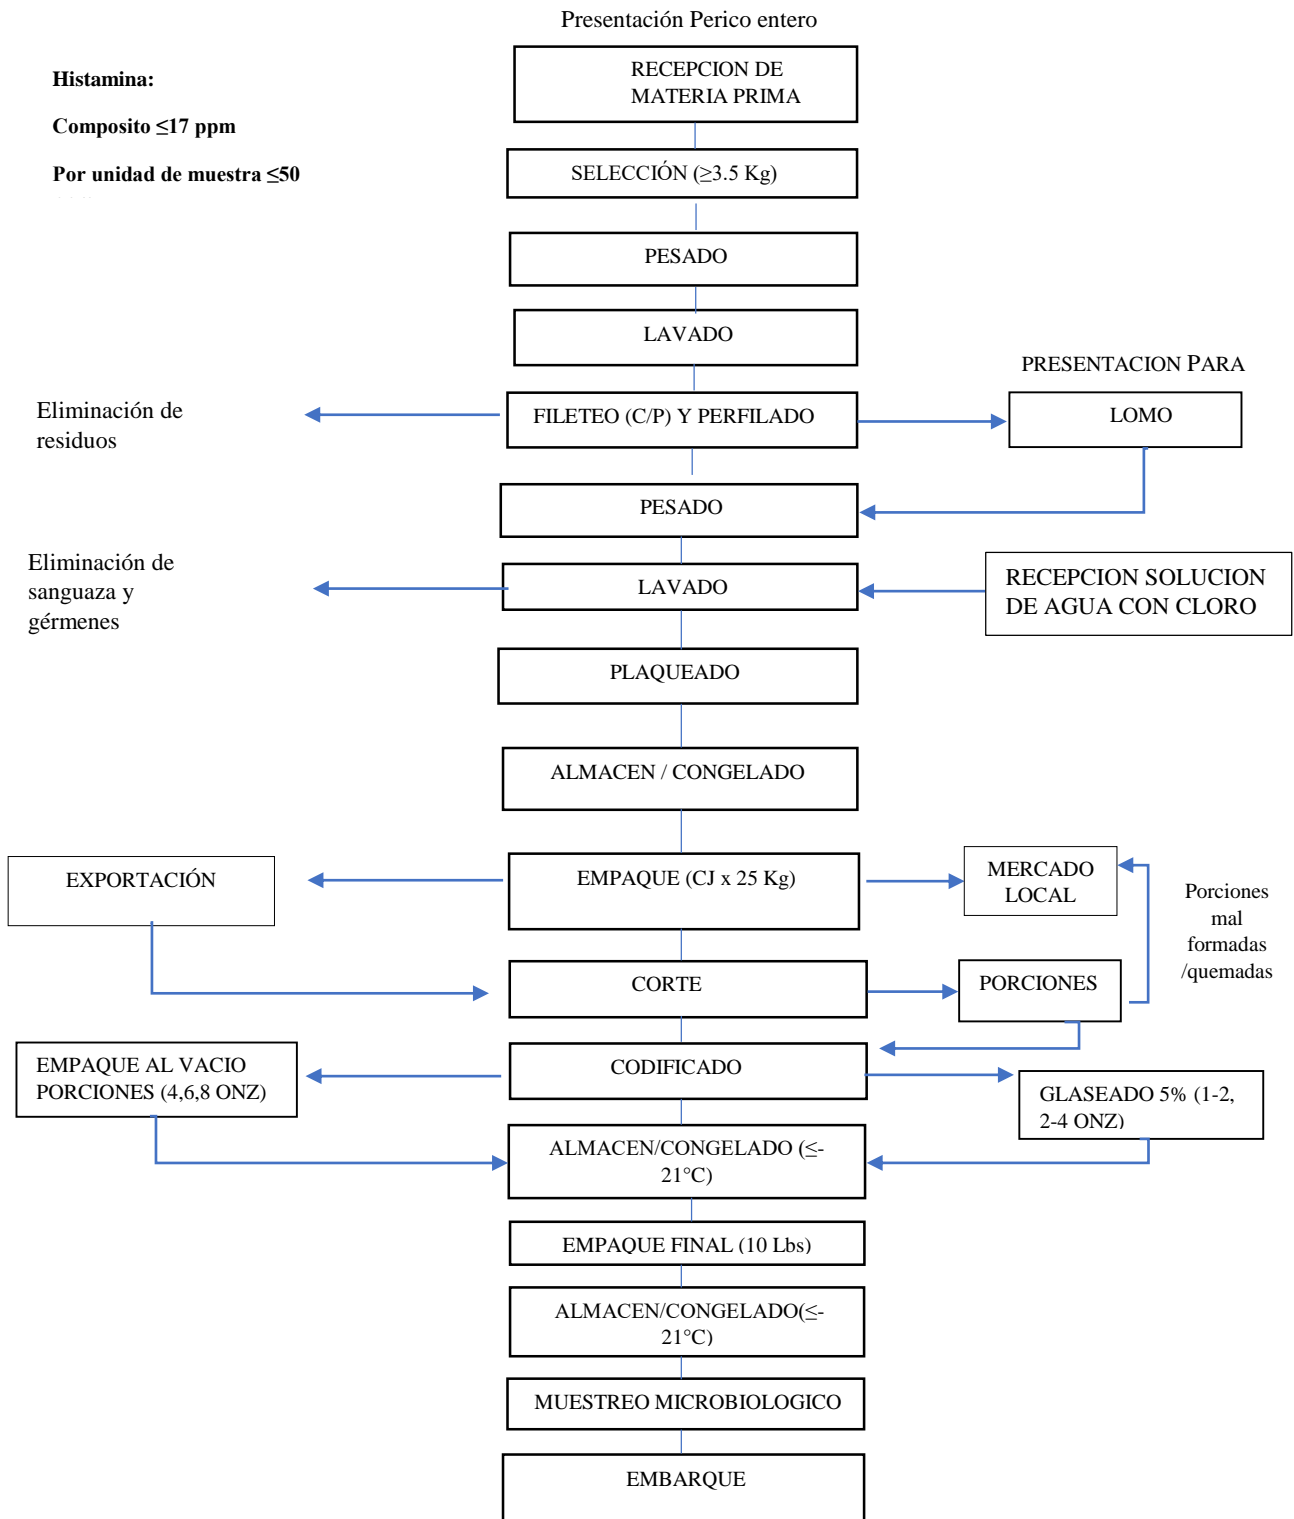 Presentación Perico entero
RECEPCION DE
MATERIA PRIMA
Histamina:
Composito ≤17 ppm
Por unidad de muestra ≤50
SELECCIÓN (≥3.5 Kg)
PESADO
LAVADO
PRESENTACION PARA
Eliminación de
residuos
FILETEO (C/P) Y PERFILADO
LOMO
PESADO
Eliminación de
sanguaza y
gérmenes
LAVADO
RECEPCION SOLUCION
DE AGUA CON CLORO
PLAQUEADO
ALMACEN / CONGELADO
EXPORTACIÓN
EMPAQUE (CJ x 25 Kg)
MERCADO
LOCAL
Porciones
mal
formadas
/quemadas
CORTE
PORCIONES
EMPAQUE AL VACIO
PORCIONES (4,6,8 ONZ)
CODIFICADO
GLASEADO 5% (1-2,
2-4 ONZ)
ALMACEN/CONGELADO (≤-
21°C)
EMPAQUE FINAL (10 Lbs)
ALMACEN/CONGELADO(≤-
21°C)
MUESTREO MICROBIOLOGICO
EMBARQUE